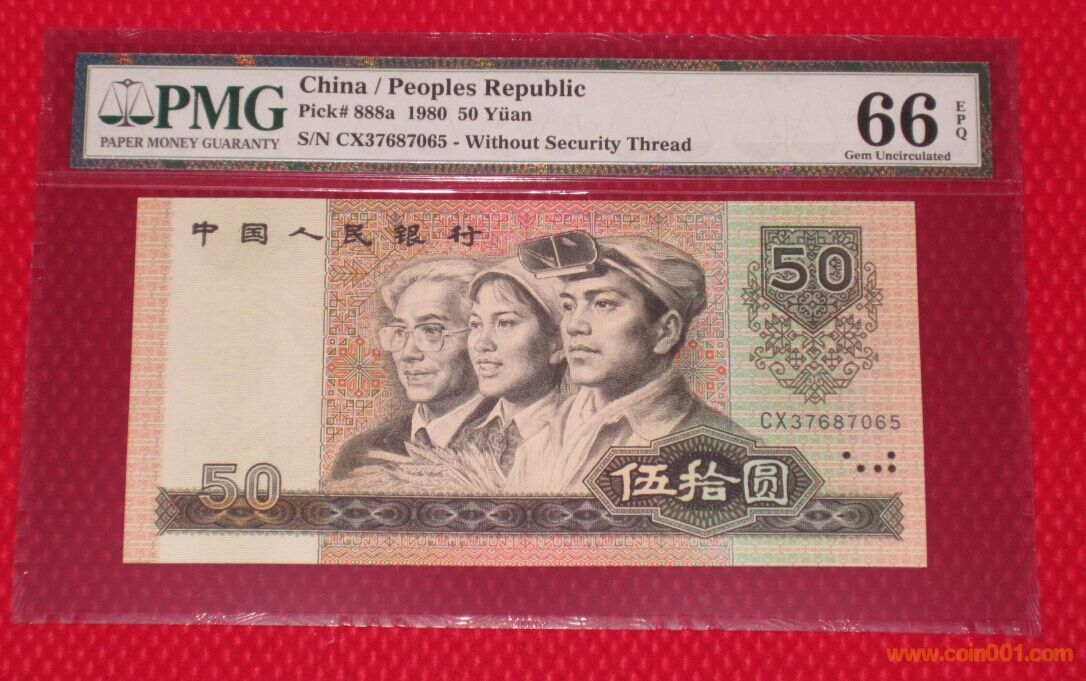 PMG
PAPER MONEY GUARANTY
China / Peoples Republic
Pick# 888a 1980 50 Yüan
S/N CX37687065 - Without Security Thread
66
EPQ
Gem Uncirculated
中国人民银行
50
CX37687065
50
伍拾圆
www.coin001.com